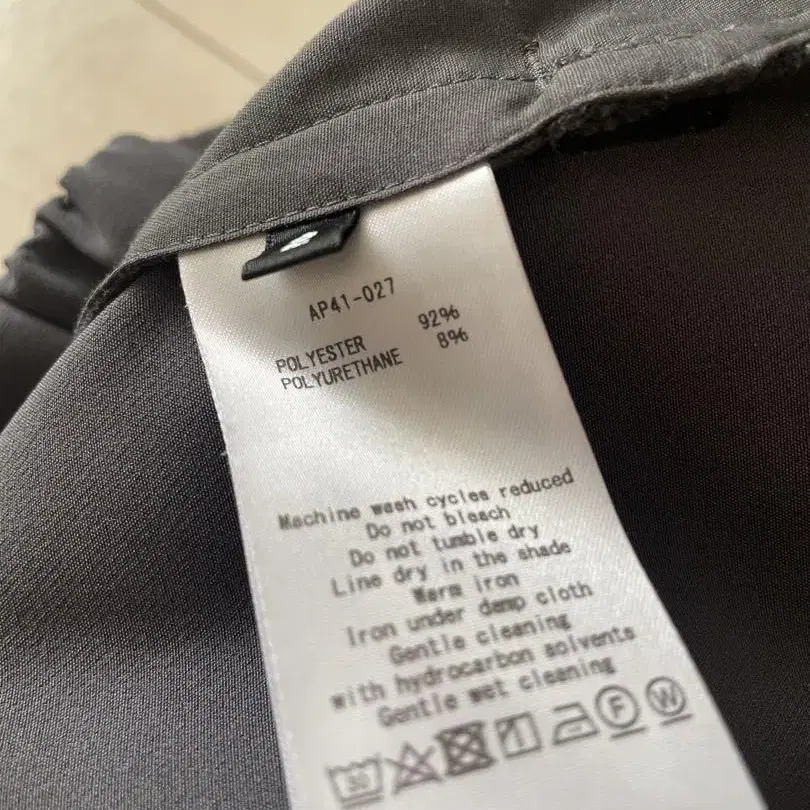 AP41-027
POLYESTER 92%
POLYURETHANE 8%
Machine wash cycles reduced
Do not bleach
Do not tumble dry
Line dry in the shade
Warm iron
Iron under damp cloth
Gentle cleaning
with hydrocarbon solvents
Gentle wet cleaning
30 F W